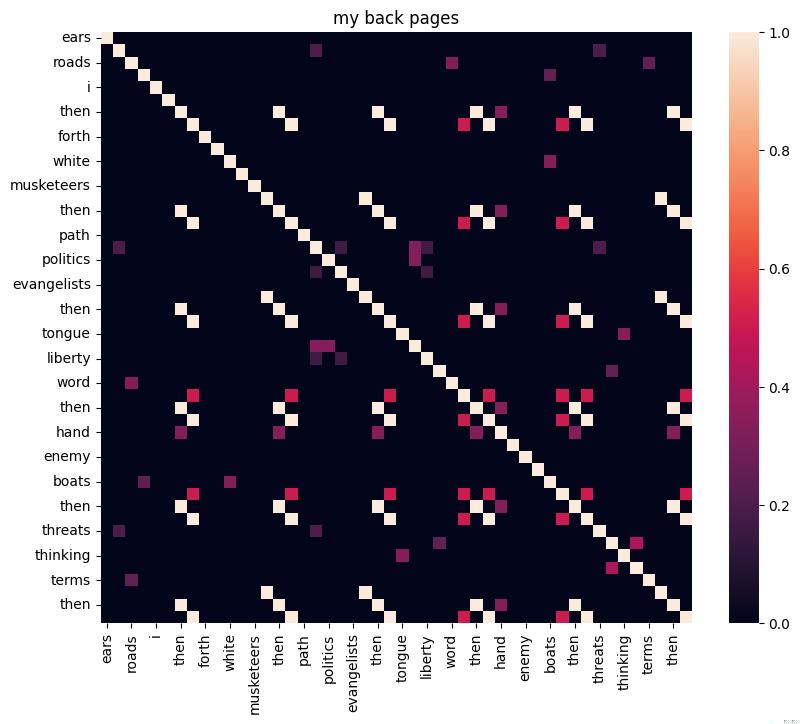 my back pages
ears
roads
i
then
forth
white
musketeers
then
path
politics
evangelists
then
tongue
liberty
word
then
hand
enemy
boats
then
threats
thinking
terms
then
1.0
0.8
0.6
0.4
0.2
0.0
ears
roads
i
then
forth
white
musketeers
then
path
politics
evangelists
then
tongue
liberty
word
then
hand
enemy
boats
then
threats
thinking
terms
then